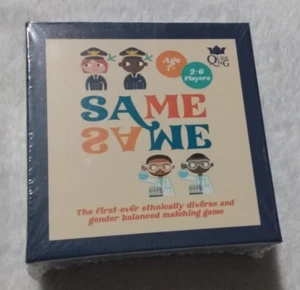 Age
7+
2-6
Players
SAME
SAME
The first-ever ethnically diverse and
gender balanced matching game